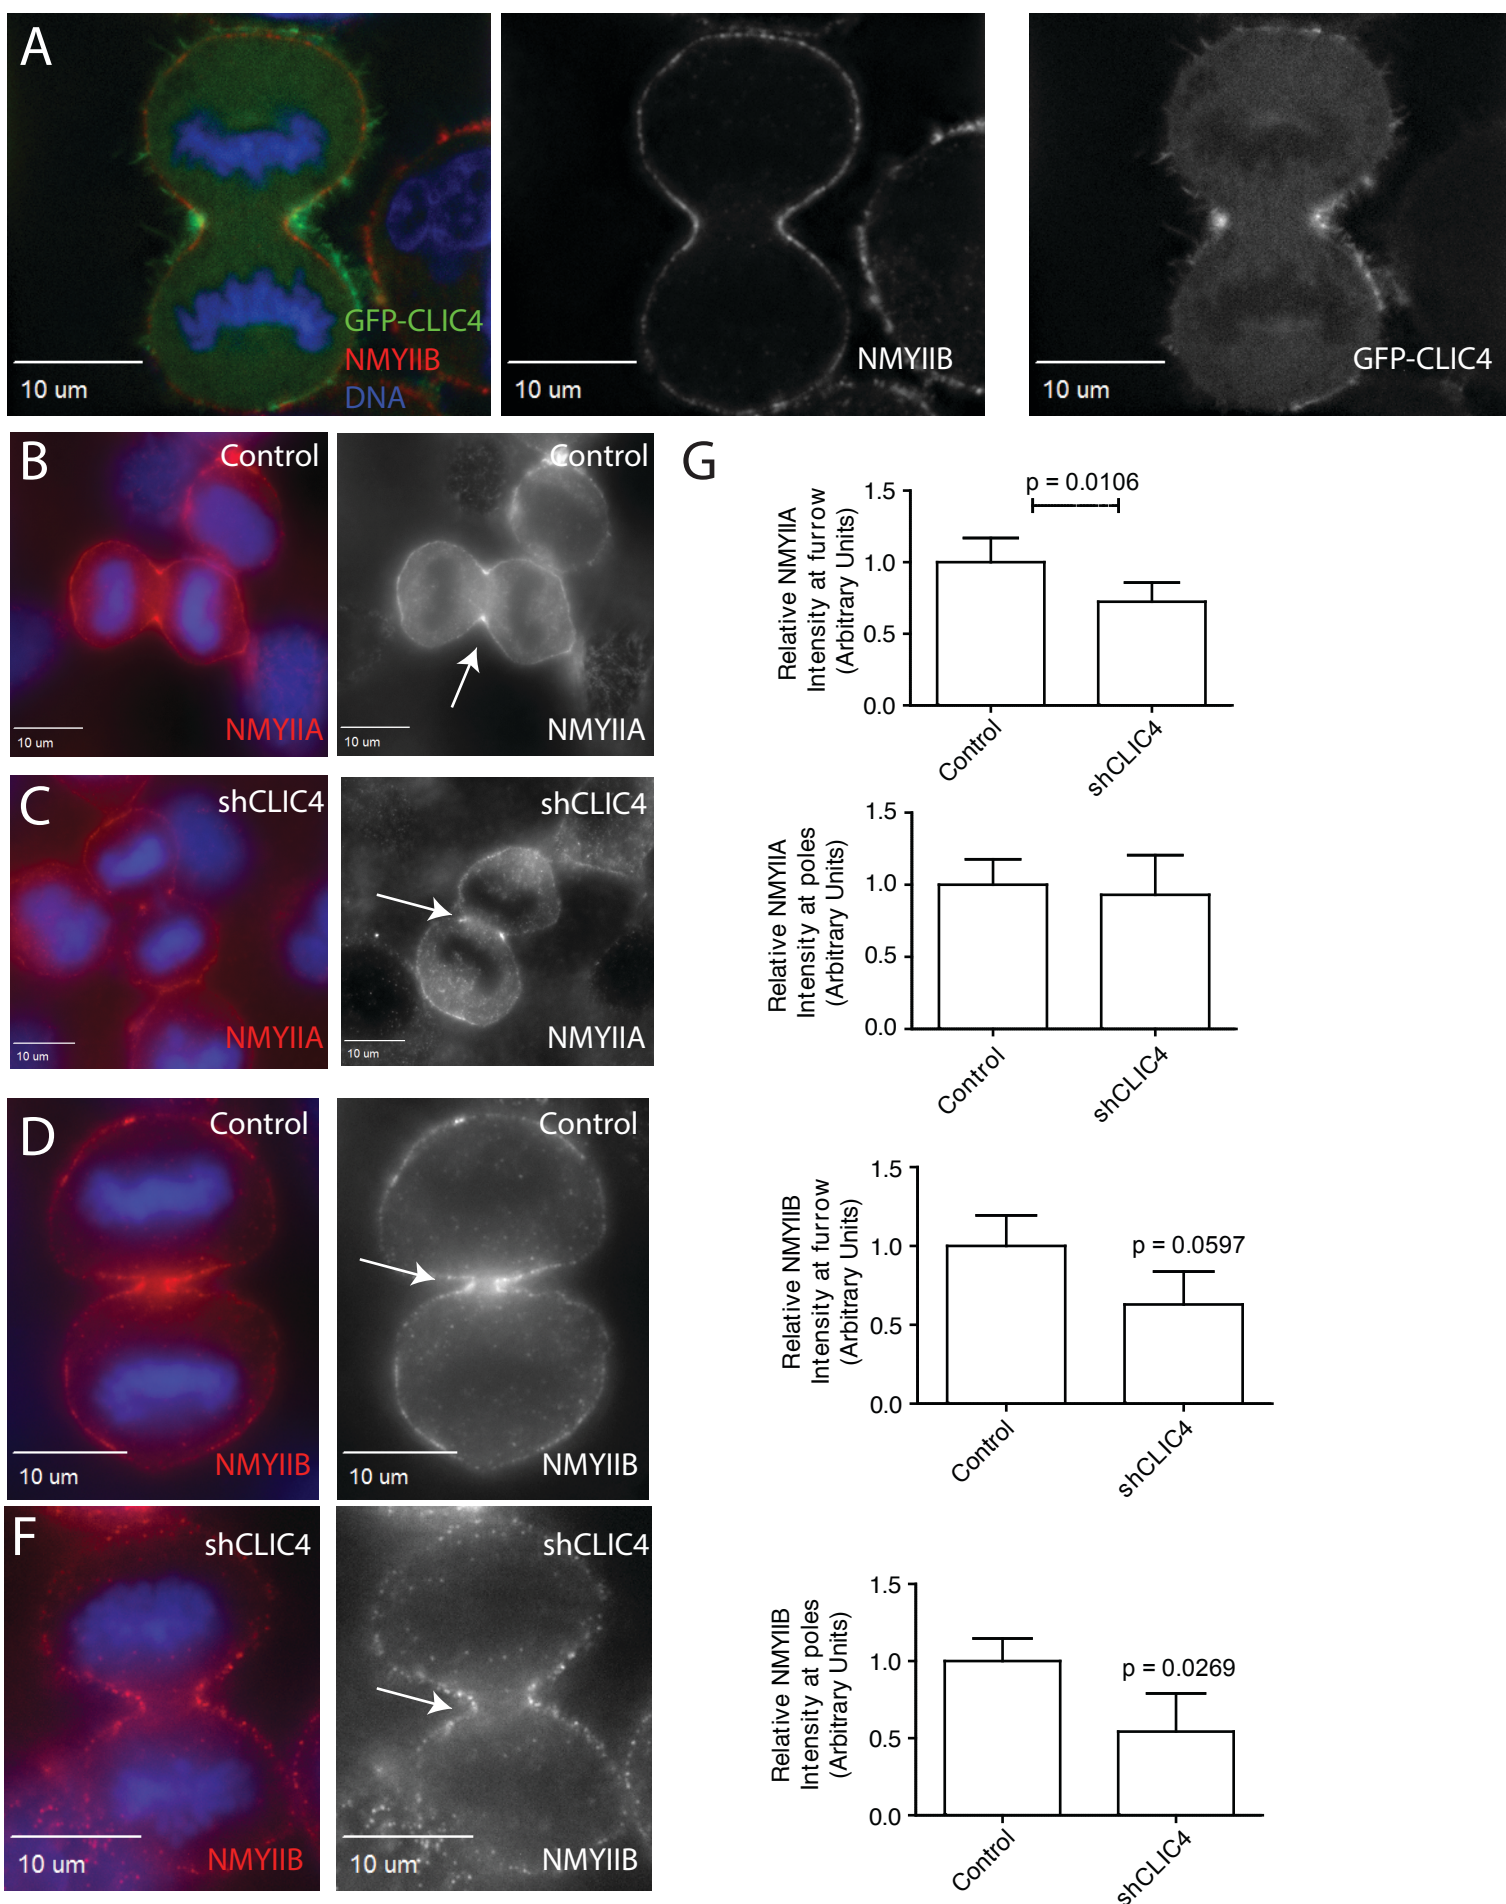 A
GFP-CLIC4
NMYIIB
DNA
10 um
NMYIIB
10 um
GFP-CLIC4
10 um
B
Control
NMYIIA
10 um
Control
NMYIIA
10 um
C
shCLIC4
NMYIIA
10 um
shCLIC4
NMYIIA
10 um
D
Control
NMYIIB
10 um
Control
NMYIIB
10 um
F
shCLIC4
NMYIIB
10 um
shCLIC4
NMYIIB
10 um
G
Relative NMYIIA
Intensity at furrow
(Arbitrary Units)
1.5
1.0
0.5
0.0
p = 0.0106
Control
shCLIC4
Relative NMYIIA
Intensity at poles
(Arbitrary Units)
1.5
1.0
0.5
0.0
Control
shCLIC4
Relative NMYIIB
Intensity at furrow
(Arbitrary Units)
1.5
1.0
0.5
0.0
p = 0.0597
Control
shCLIC4
Relative NMYIIB
Intensity at poles
(Arbitrary Units)
1.5
1.0
0.5
0.0
p = 0.0269
Control
shCLIC4